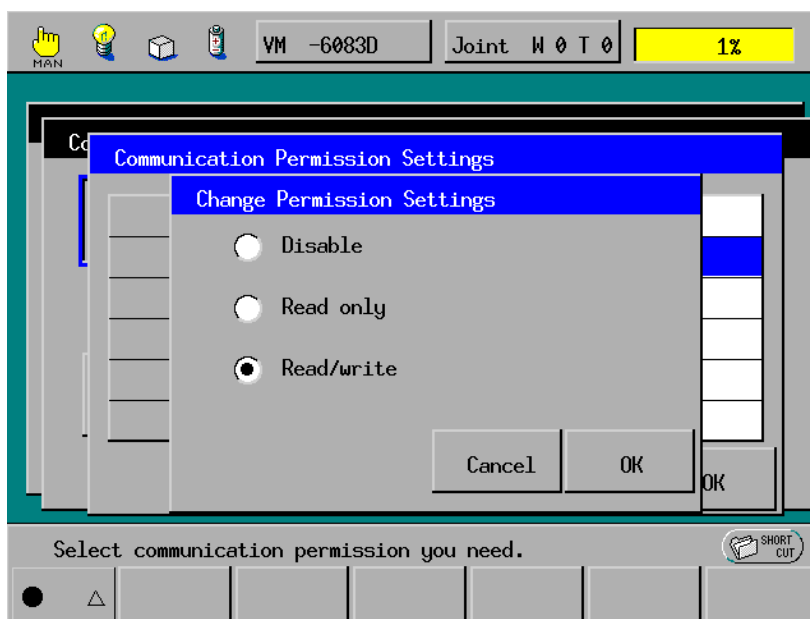 MAN
VM -6083D
Joint W 0 T 0
1%
Co
Communication Permission Settings
Change Permission Settings
Disable
Read only
Read/write
Cancel
OK
OK
Select communication permission you need.
SHORT
CUT